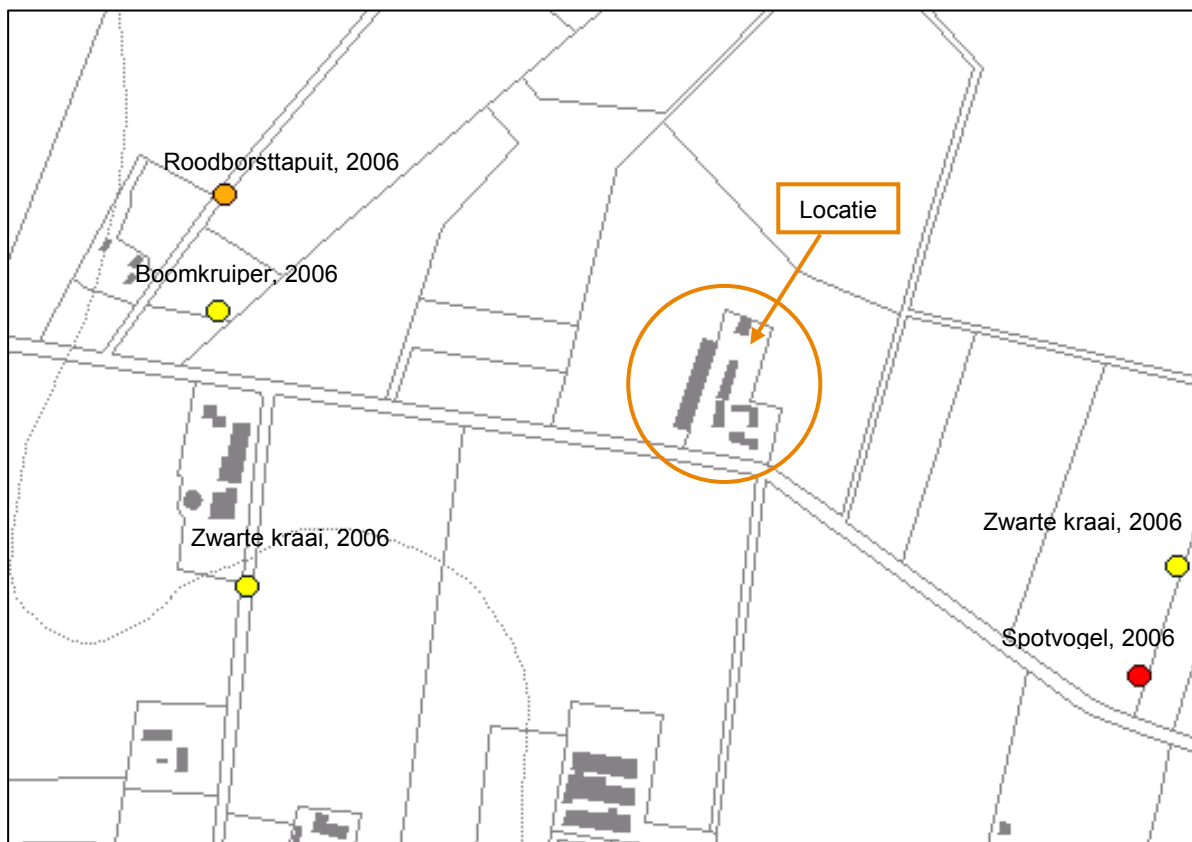 Roodborsttapuit, 2006
Locatie
Boomkruiper, 2006
Zwarte kraai, 2006
Zwarte kraai, 2006
Spotvogel, 2006